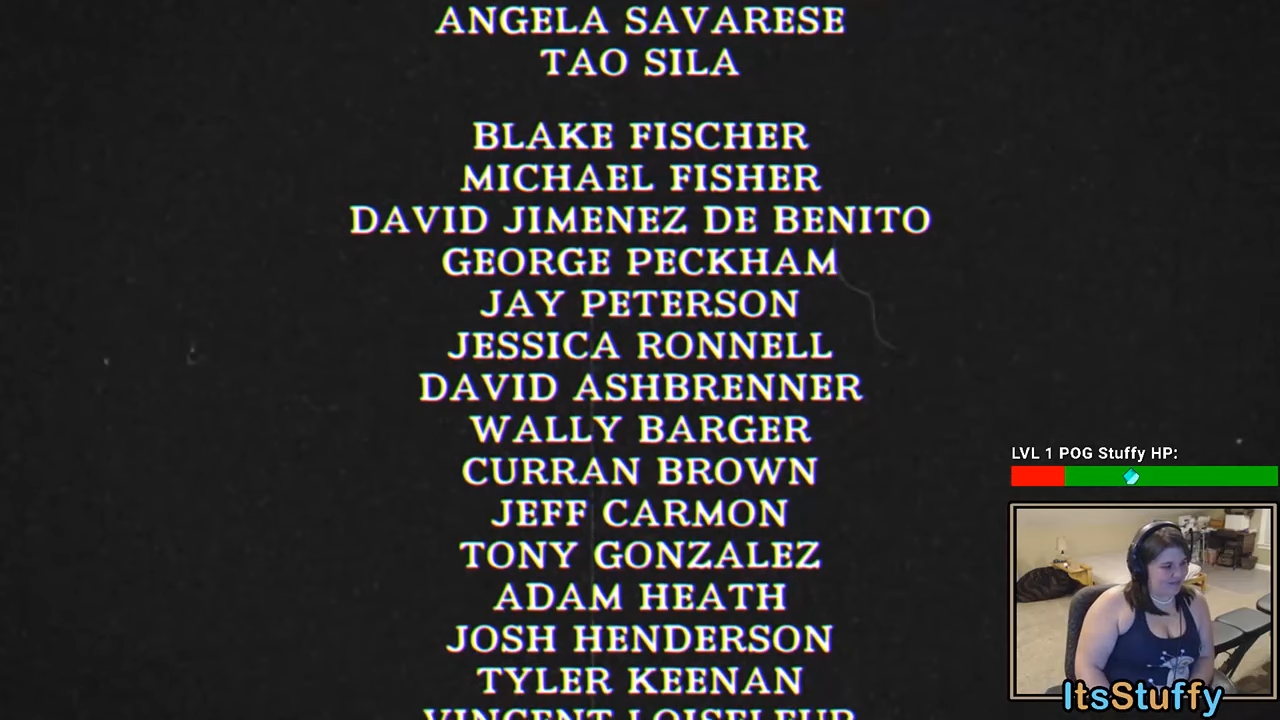 ANGELA SAVARESE
TAO SILA
BLAKE FISCHER
MICHAEL FISHER
DAVID JIMENEZ DE BENITO
GEORGE PECKHAM
JAY PETERSON
JESSICA RONNELL
DAVID ASHBRENNER
WALLY BARGER
CURRAN BROWN
JEFF CARMON
TONY GONZALEZ
ADAM HEATH
JOSH HENDERSON
TYLER KEENAN
VINCENT LOISELEUR
LVL 1 POG Stuffy HP:
ItsStuffy